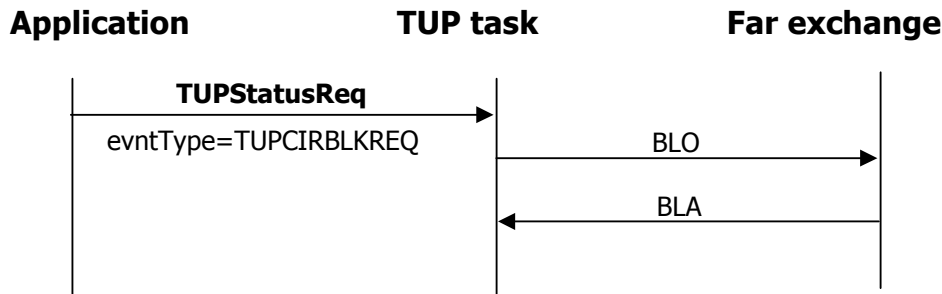 Application TUP task Far exchange
TUPStatusReq
evntType=TUPCIRBLKREQ
BLO
BLA